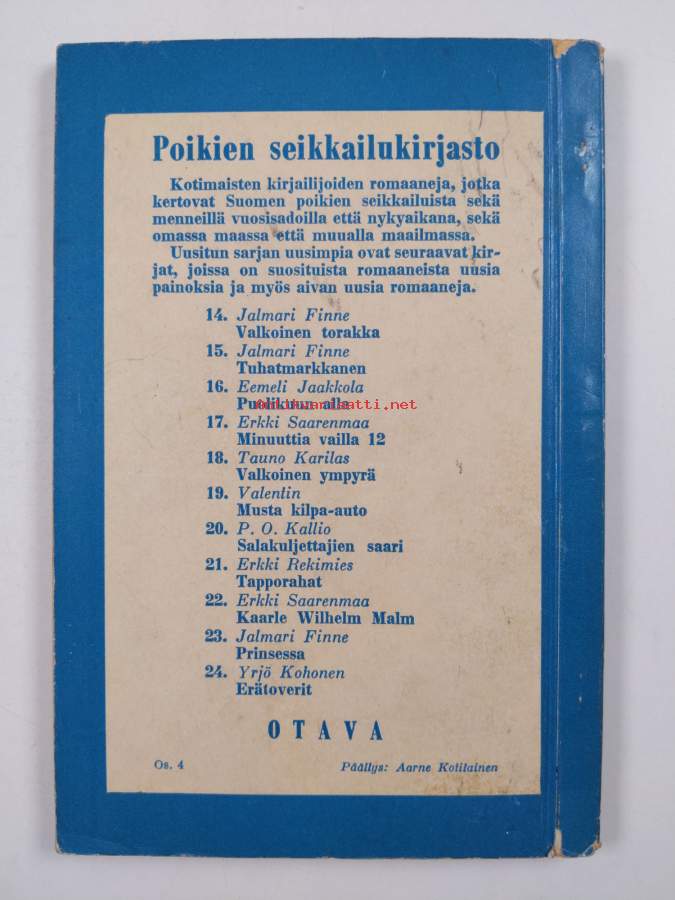 Poikien seikkailukirjasto
Kotimaisten kirjailijoiden romaaneja, jotka
kertovat Suomen poikien seikkailuista sekä
menneillä vuosisadoilla että nykyaikana, sekä
omassa maassa että muualla maailmassa.
Uusitun sarjan uusimpia ovat seuraavat kir-
jat, joissa on suosituista romaaneista uusia
painoksia ja myös aivan uusia romaaneja.
14. Jalmari Finne
Valkoinen torakka
15. Jalmari Finne
Tuhatmarkkanen
16. Eemeli Jaakkola
Puolikuun alla
17. Erkki Saarenmaa
Minuuttia vailla 12
18. Tauno Karilas
Valkoinen ympyrä
19. Valentin
Musta kilpa-auto
20. P. O. Kallio
Salakuljettajien saari
21. Erkki Rekimies
Tapporahat
22. Erkki Saarenmaa
Kaarle Wilhelm Malm
23. Jalmari Finne
Prinsessa
24. Yrjö Kohonen
Erätoverit
OTAVA
Os. 4 Päällys: Aarne Kotilainen